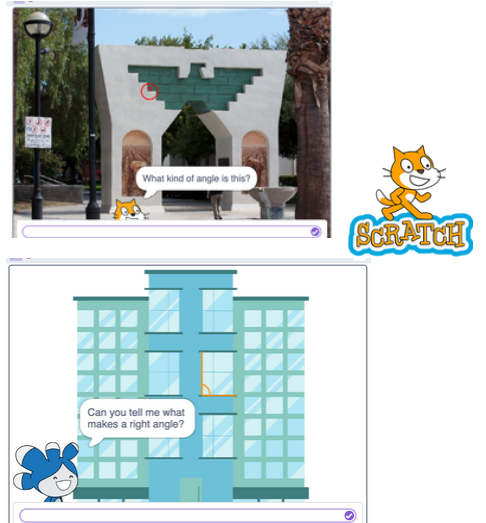 What kind of angle is this?
SCRATCH
Can you tell me what
makes a right angle?